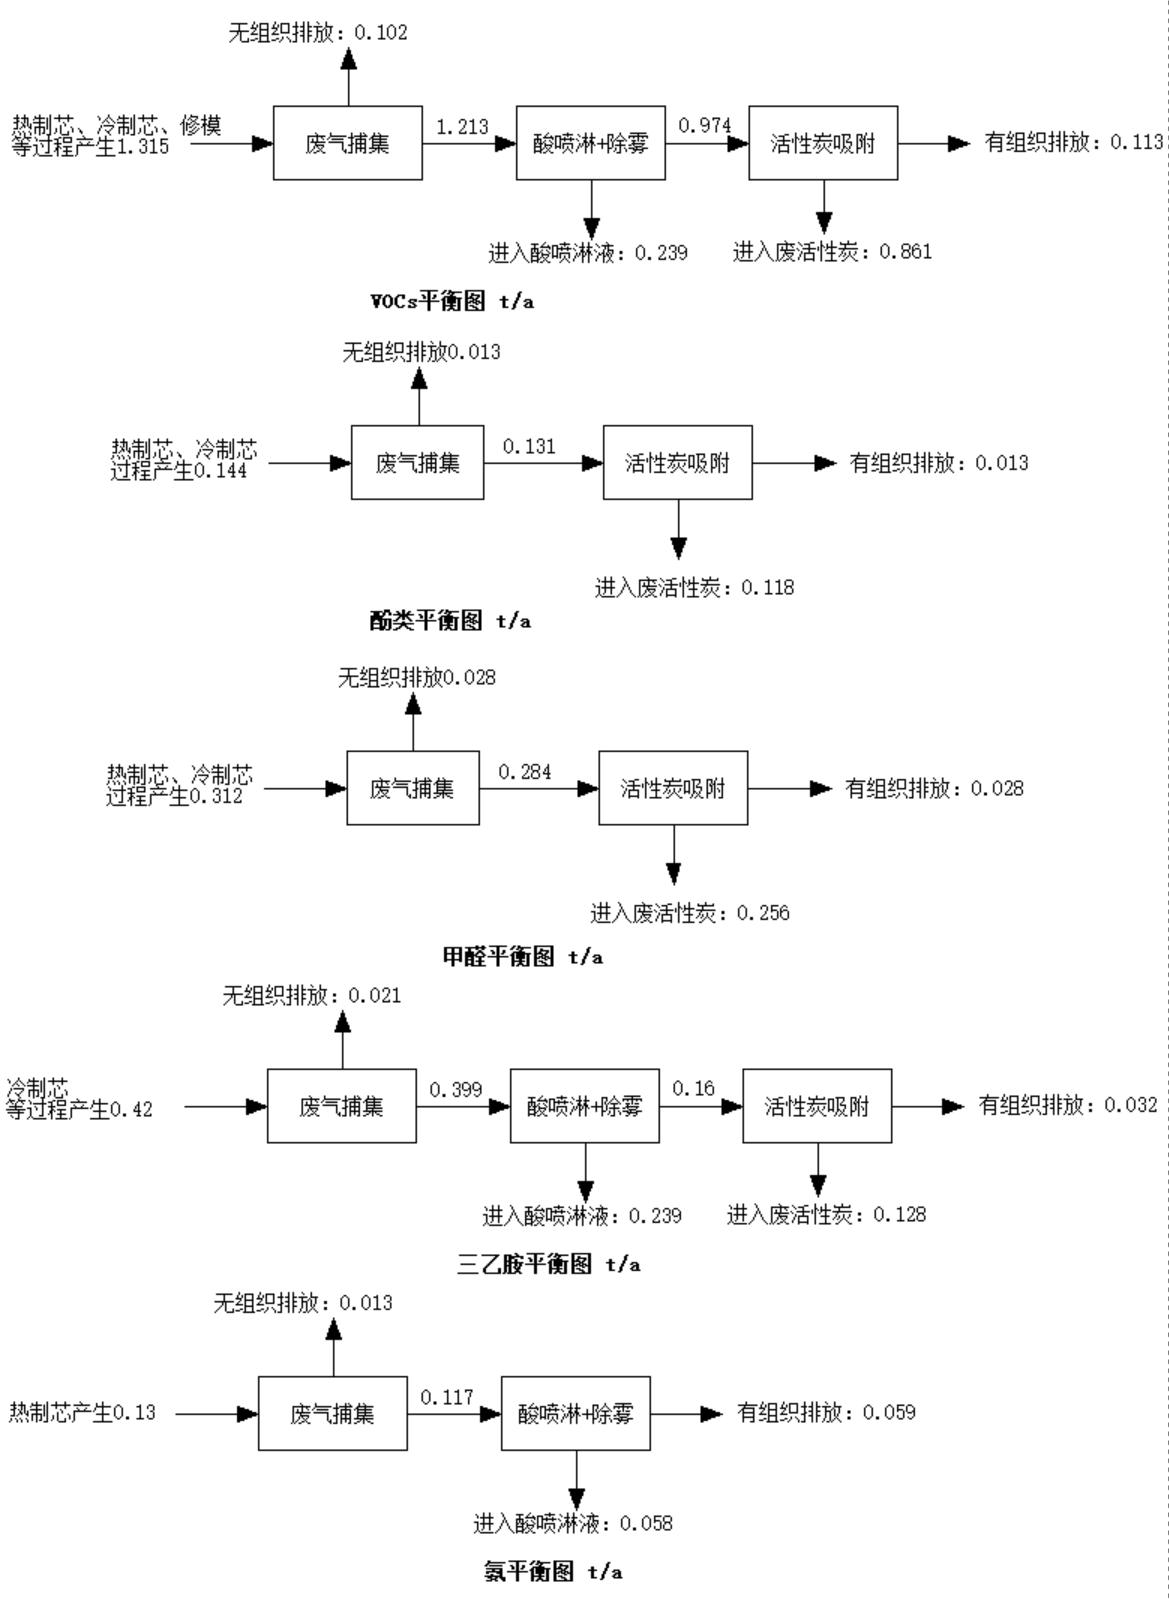 无组织排放：0.102
热制芯、冷制芯、修模
等过程产生1.315
废气捕集
1.213
酸喷淋+除雾
0.974
活性炭吸附
有组织排放：0.113
进入酸喷淋液：0.239
进入废活性炭：0.861
VOCs平衡图 t/a
无组织排放0.013
热制芯、冷制芯
过程产生0.144
废气捕集
0.131
活性炭吸附
有组织排放：0.013
进入废活性炭：0.118
酚类平衡图 t/a
无组织排放0.028
热制芯、冷制芯
过程产生0.312
废气捕集
0.284
活性炭吸附
有组织排放：0.028
进入废活性炭：0.256
甲醛平衡图 t/a
无组织排放：0.021
冷制芯
等过程产生0.42
废气捕集
0.399
酸喷淋+除雾
0.16
活性炭吸附
有组织排放：0.032
进入酸喷淋液：0.239
进入废活性炭：0.128
三乙胺平衡图 t/a
无组织排放：0.013
热制芯产生0.13
废气捕集
0.117
酸喷淋+除雾
有组织排放：0.059
进入酸喷淋液：0.058
氨平衡图 t/a